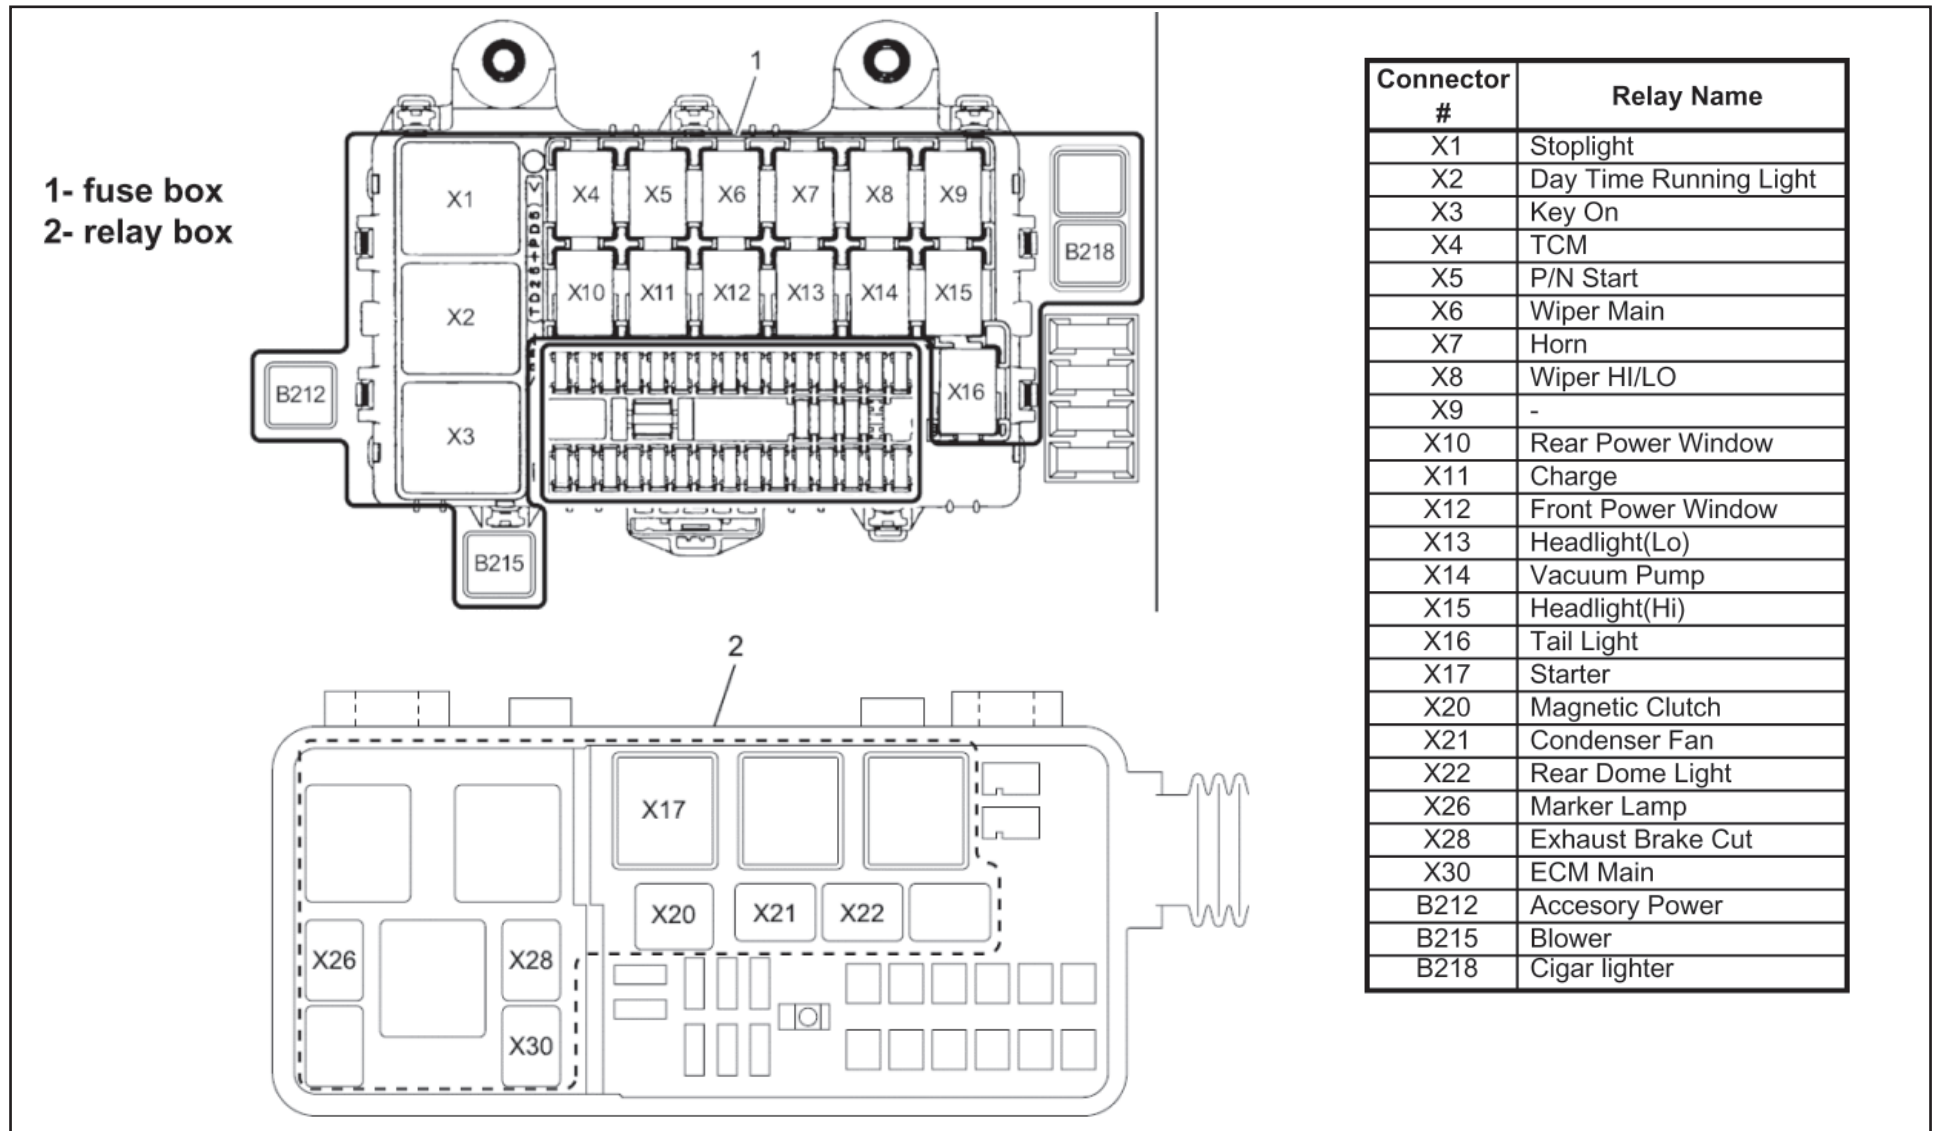 1
1- fuse box
2- relay box
X1
X4
X5
X6
X7
X8
X9
B218
X10
X11
X12
X13
X14
X15
X2
B212
X16
X3
B215
2
X17
X20
X21
X22
X26
X28
X30
Connector # Relay Name
X1 Stoplight
X2 Day Time Running Light
X3 Key On
X4 TCM
X5 P/N Start
X6 Wiper Main
X7 Horn
X8 Wiper HI/LO
X9 -
X10 Rear Power Window
X11 Charge
X12 Front Power Window
X13 Headlight(Lo)
X14 Vacuum Pump
X15 Headlight(Hi)
X16 Tail Light
X17 Starter
X20 Magnetic Clutch
X21 Condenser Fan
X22 Rear Dome Light
X26 Marker Lamp
X28 Exhaust Brake Cut
X30 ECM Main
B212 Accesory Power
B215 Blower
B218 Cigar lighter